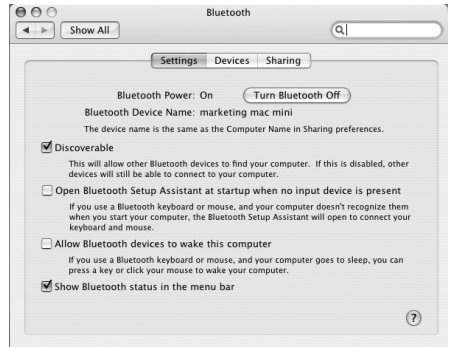 Bluetooth
Show All
Settings Devices Sharing
Bluetooth Power: On Turn Bluetooth Off
Bluetooth Device Name: marketing mac mini
The device name is the same as the Computer Name in Sharing preferences.
Discoverable
This will allow other Bluetooth devices to find your computer. If this is disabled, other
devices will still be able to connect to your computer.
Open Bluetooth Setup Assistant at startup when no input device is present
If you use a Bluetooth keyboard or mouse, and your computer doesn't recognize them
when you start your computer, the Bluetooth Setup Assistant will open to connect your
keyboard and mouse.
Allow Bluetooth devices to wake this computer
If you use a Bluetooth keyboard or mouse, and your computer goes to sleep, you can
press a key or click your mouse to wake your computer.
Show Bluetooth status in the menu bar
?